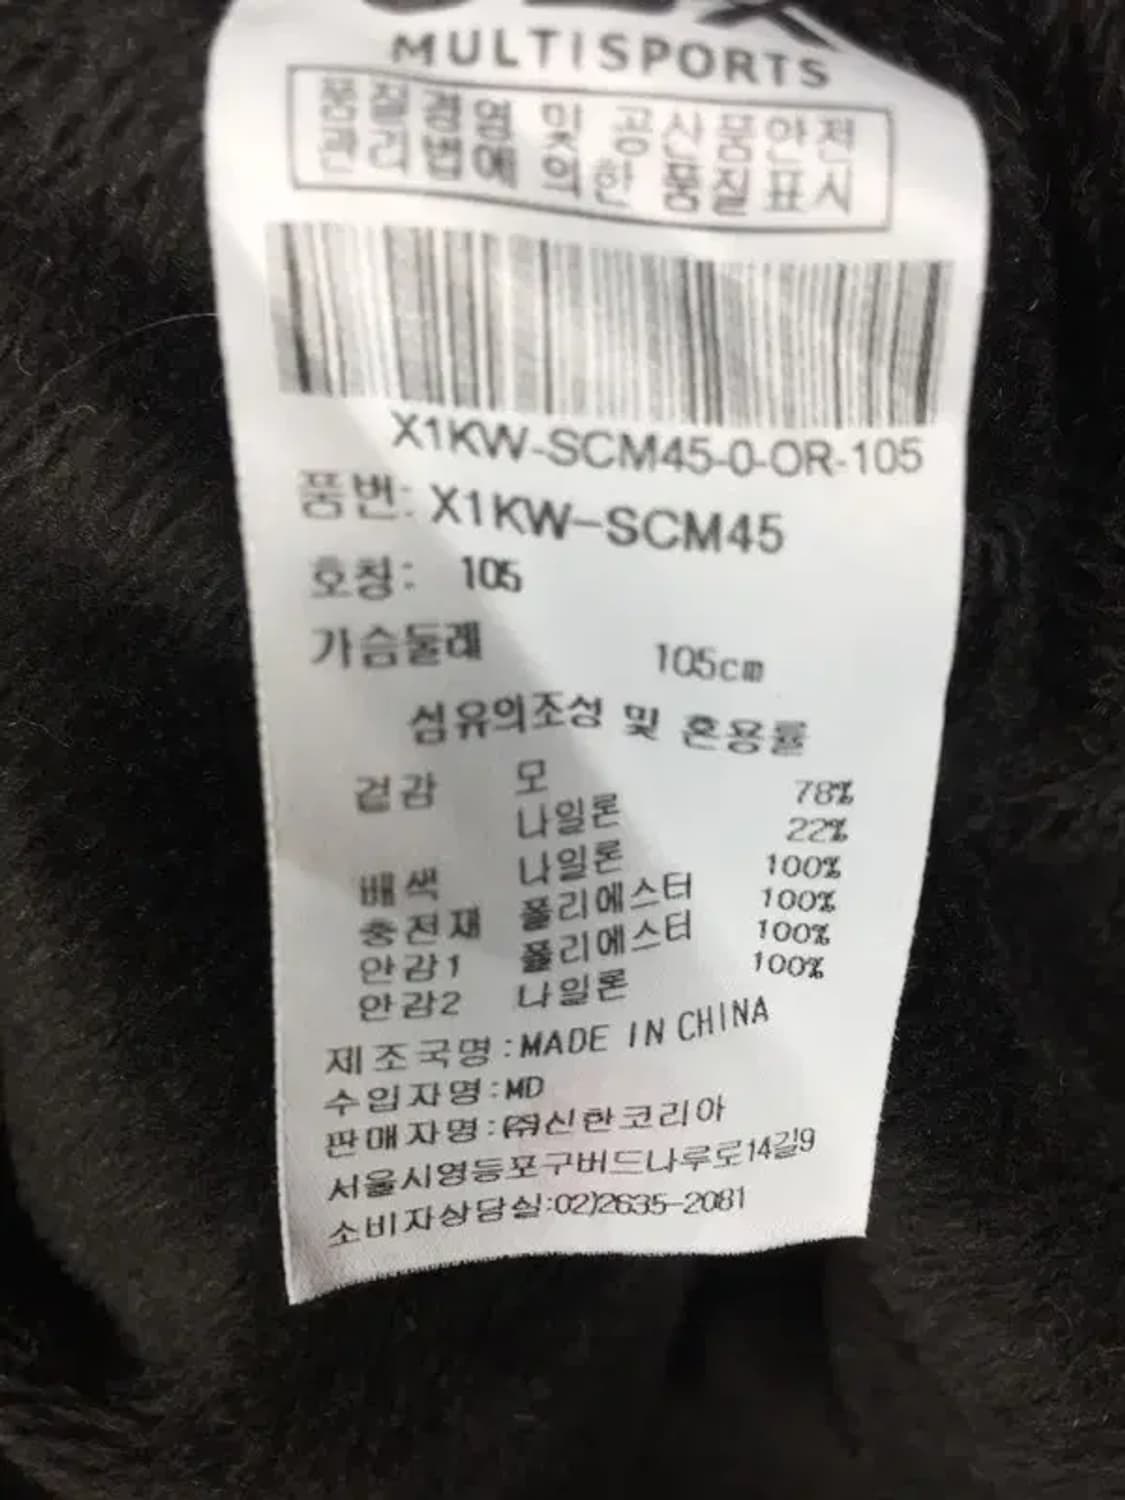 MULTISPORTS
품질경영 및 공산품안전
관리법에 의한 품질표시
X1KW-SCM45-0-OR-105
품번: X1KW-SCM45
호칭: 105
가슴둘레 105cm
섬유의조성 및 혼용률
겉감 모 78%
나일론 22%
배색 나일론 100%
충전재 폴리에스터 100%
안감1 폴리에스터 100%
안감2 나일론 100%
제조국명:MADE IN CHINA
수입자명:MD
판매자명:㈜신한코리아
서울시영등포구버드나루로14길9
소비자상담실:02)2635-2081